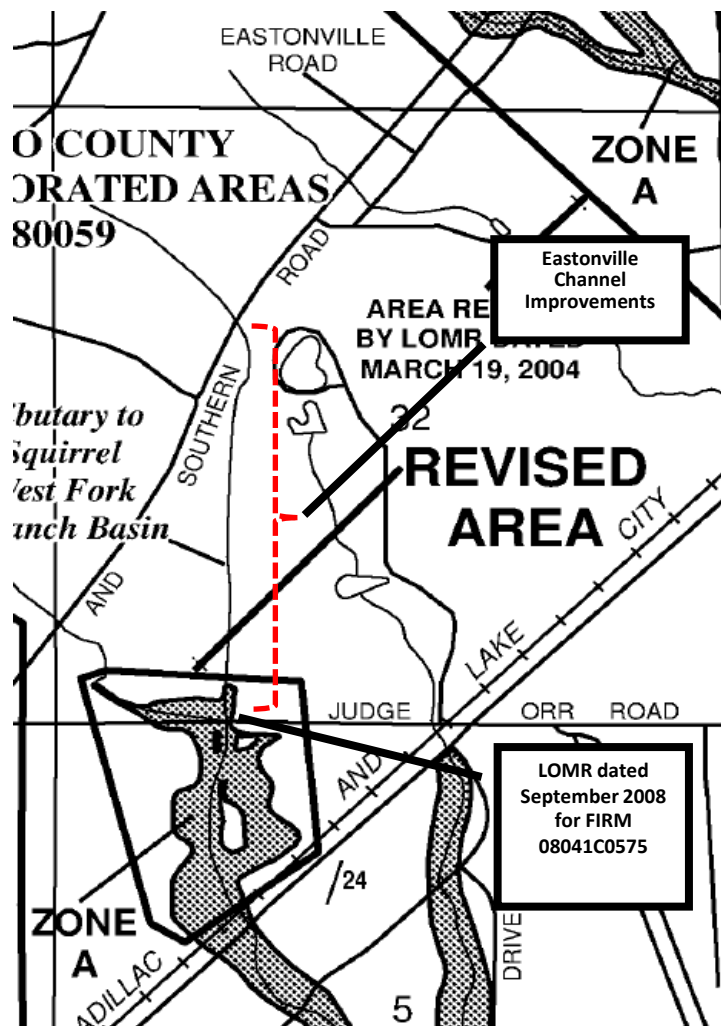 EASTONVILLE
ROAD
O COUNTY
ORATED AREAS
80059
ZONE
A
ROAD
Eastonville
Channel
Improvements
AREA RE
BY LOMR DATED
MARCH 19, 2004
32
SOUTHERN
butary to
Squirrel
est Fork
anch Basin
REVISED
AREA
CITY
AND
LAKE
JUDGE ORR ROAD
AND
LOMR dated
September 2008
for FIRM
08041C0575
24
ZONE
A
DRIVE
ADILLAC
5